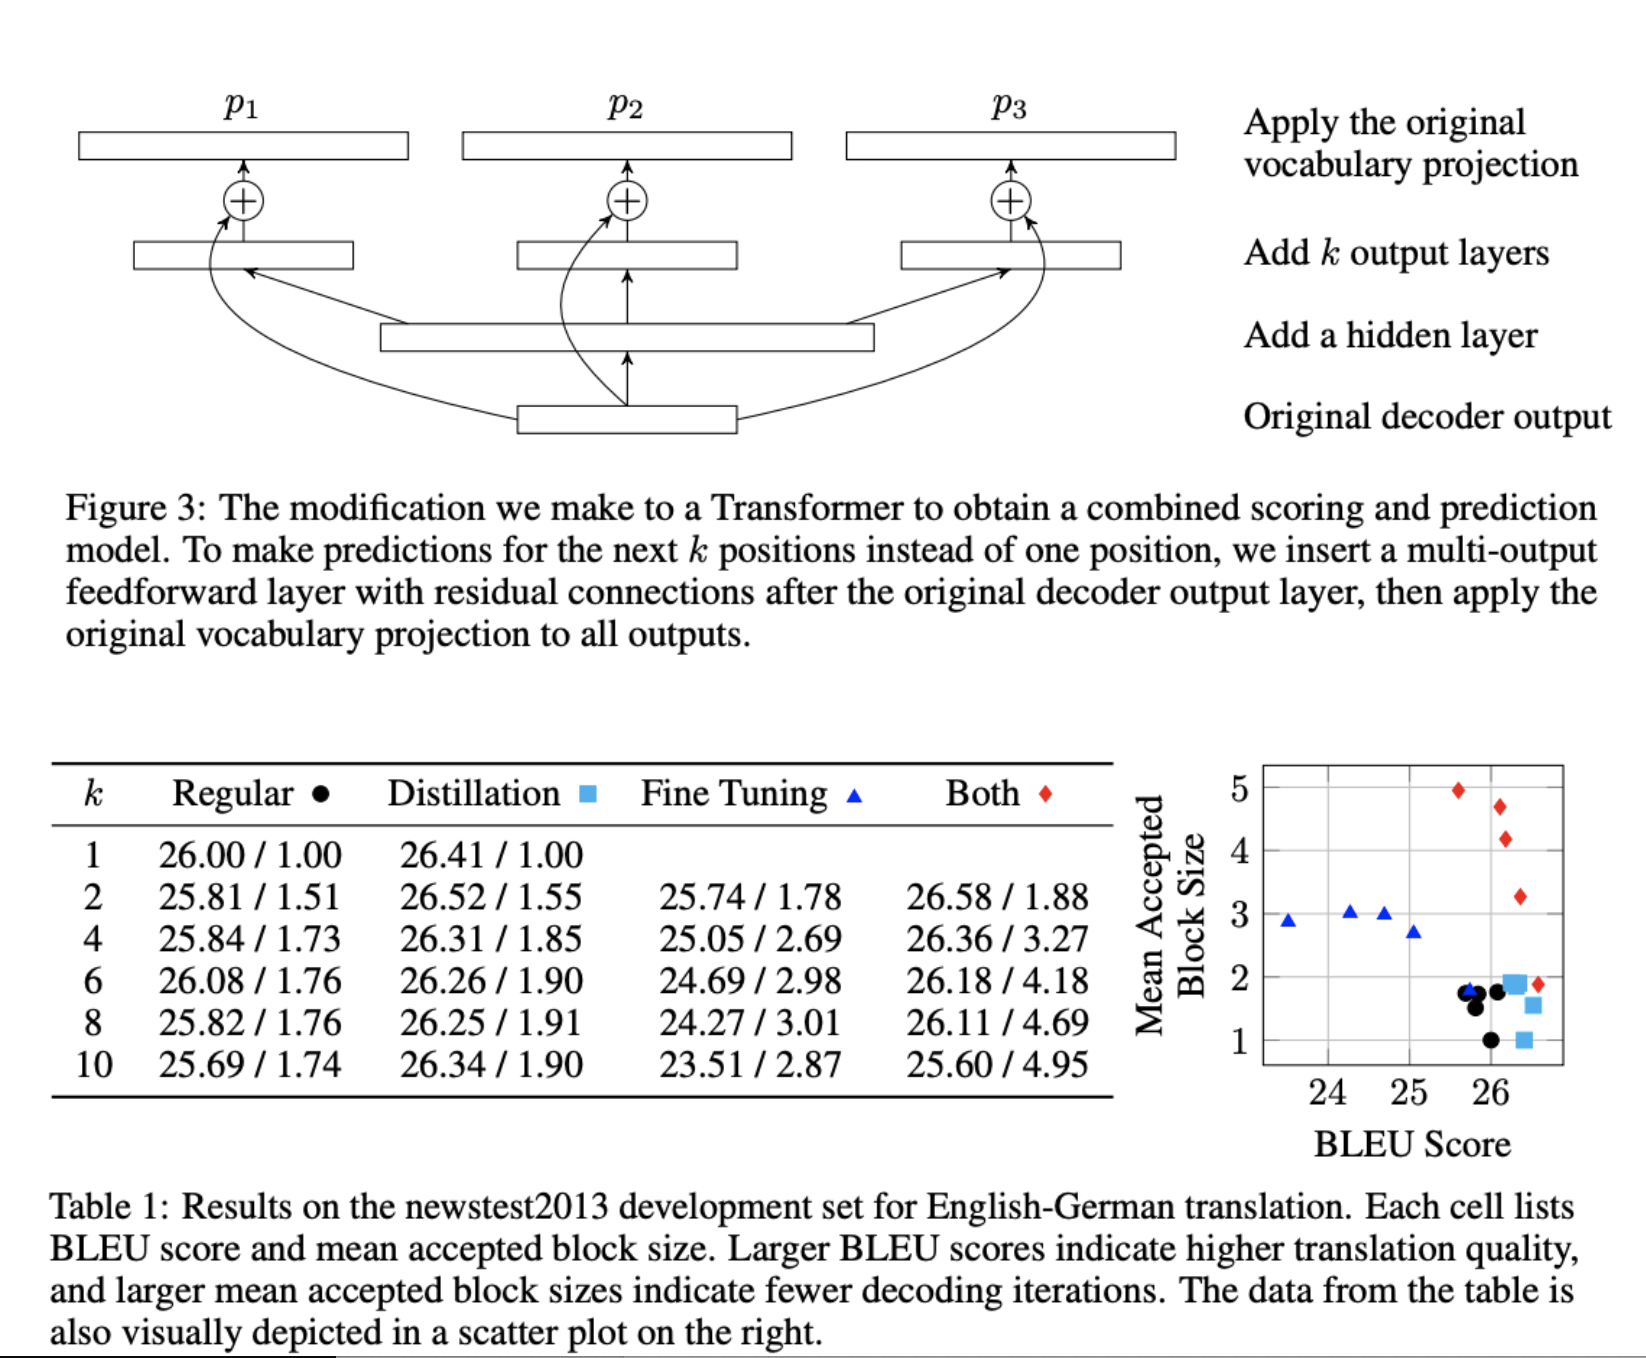 p1 p2 p3
Apply the original
vocabulary projection
Add k output layers
Add a hidden layer
Original decoder output
Figure 3: The modification we make to a Transformer to obtain a combined scoring and prediction
model. To make predictions for the next k positions instead of one position, we insert a multi-output
feedforward layer with residual connections after the original decoder output layer, then apply the
original vocabulary projection to all outputs.
k Regular ● Distillation ■ Fine Tuning ▲ Both ♦
1 26.00 / 1.00 26.41 / 1.00
2 25.81 / 1.51 26.52 / 1.55 25.74 / 1.78 26.58 / 1.88
4 25.84 / 1.73 26.31 / 1.85 25.05 / 2.69 26.36 / 3.27
6 26.08 / 1.76 26.26 / 1.90 24.69 / 2.98 26.18 / 4.18
8 25.82 / 1.76 26.25 / 1.91 24.27 / 3.01 26.11 / 4.69
10 25.69 / 1.74 26.34 / 1.90 23.51 / 2.87 25.60 / 4.95
Mean Accepted
Block Size
5
4
3
2
1
24 25 26
BLEU Score
Table 1: Results on the newstest2013 development set for English-German translation. Each cell lists
BLEU score and mean accepted block size. Larger BLEU scores indicate higher translation quality,
and larger mean accepted block sizes indicate fewer decoding iterations. The data from the table is
also visually depicted in a scatter plot on the right.